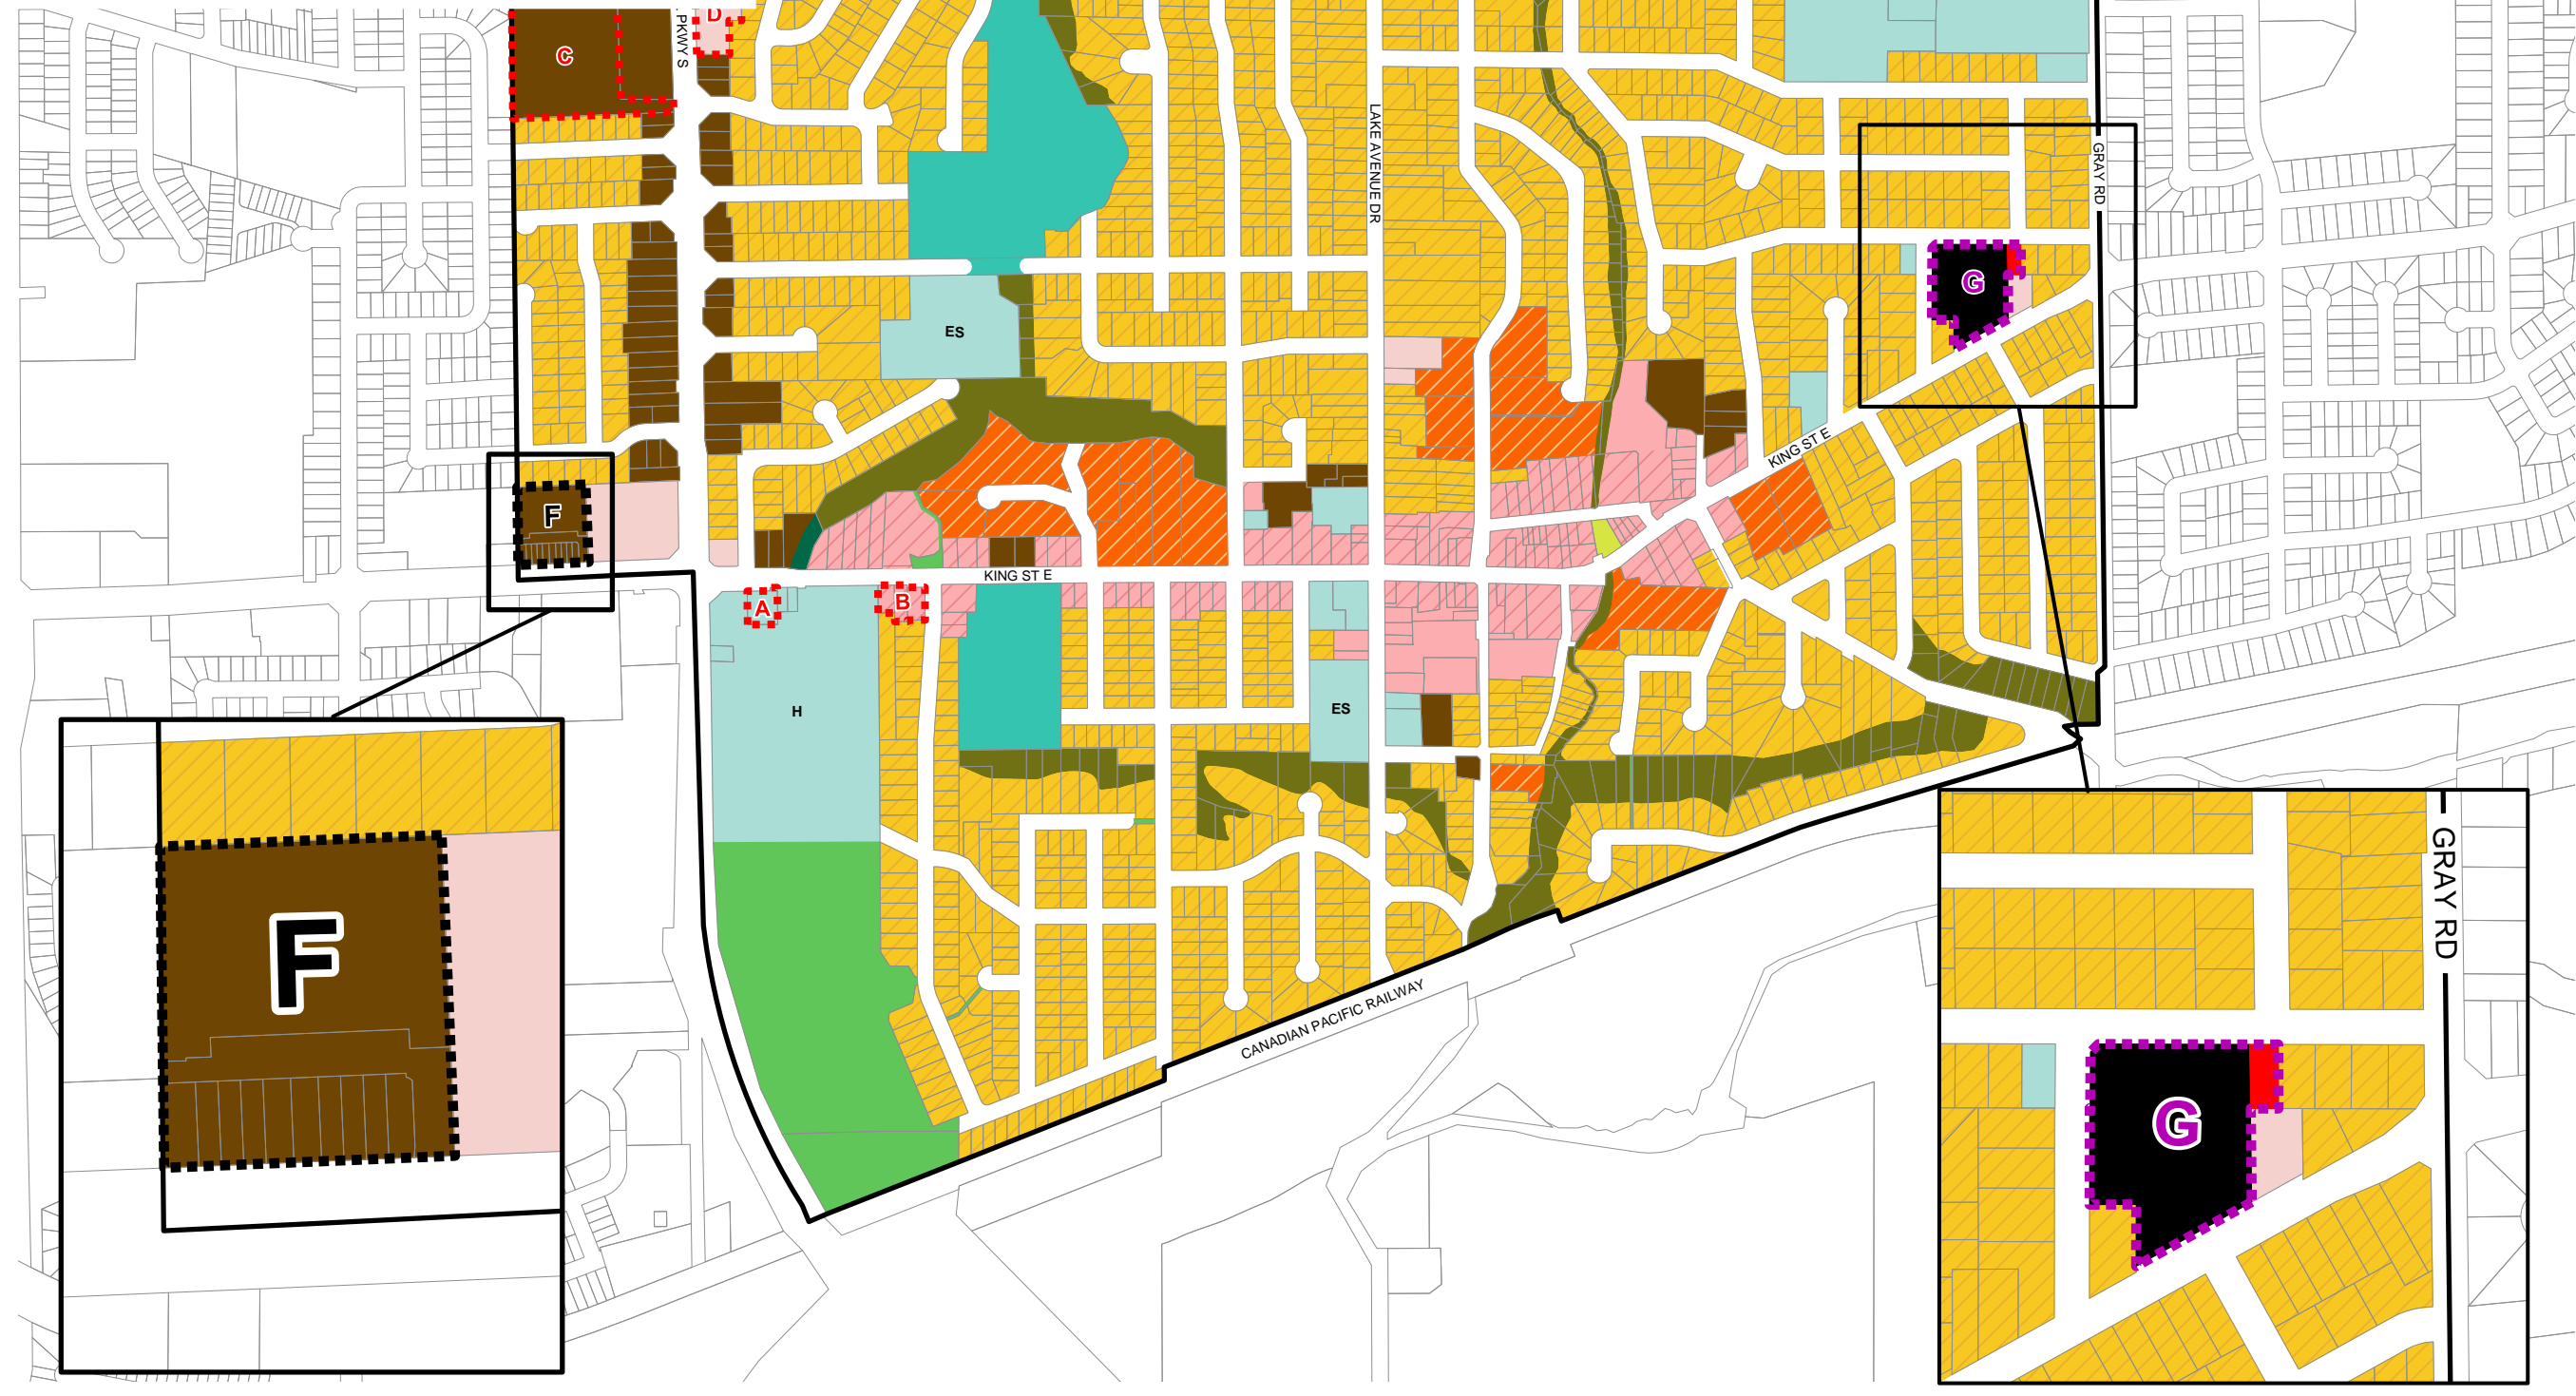 D
C
PKWY S
LAKE AVENUE DR
GRAY RD
G
ES
KING ST E
F
KING ST E
A
B
H
ES
GRAY RD
F
G
CANADIAN PACIFIC RAILWAY